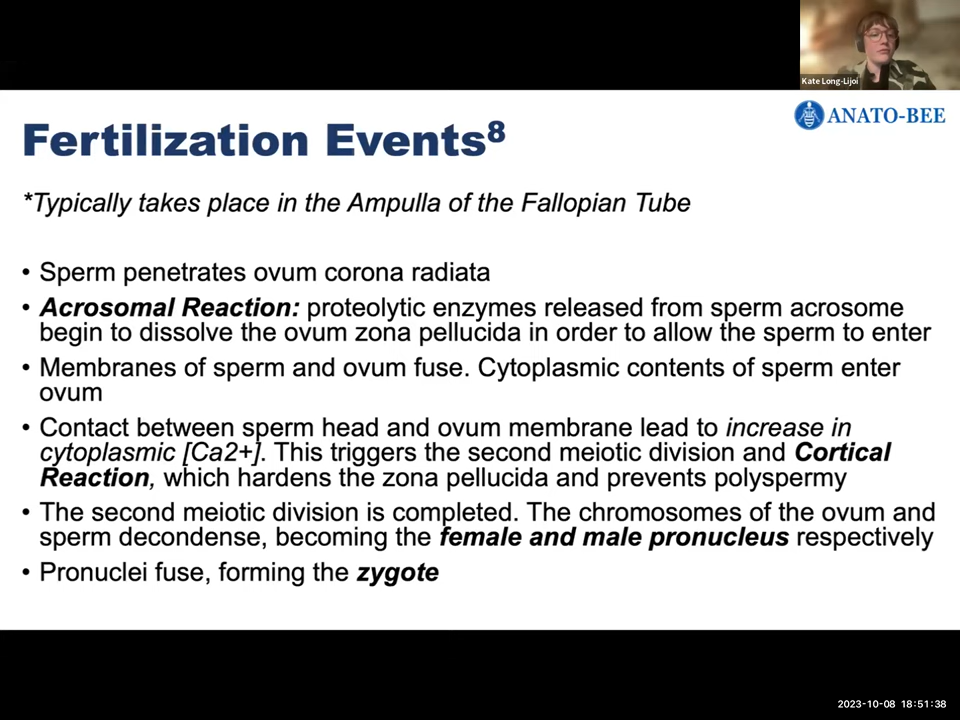 Kate Long-Lijoi
ANATO-BEE
Fertilization Events⁸
*Typically takes place in the Ampulla of the Fallopian Tube
• Sperm penetrates ovum corona radiata
• Acrosomal Reaction: proteolytic enzymes released from sperm acrosome
begin to dissolve the ovum zona pellucida in order to allow the sperm to enter
• Membranes of sperm and ovum fuse. Cytoplasmic contents of sperm enter
ovum
• Contact between sperm head and ovum membrane lead to increase in
cytoplasmic [Ca2+]. This triggers the second meiotic division and Cortical
Reaction, which hardens the zona pellucida and prevents polyspermy
• The second meiotic division is completed. The chromosomes of the ovum and
sperm decondense, becoming the female and male pronucleus respectively
• Pronuclei fuse, forming the zygote
2023-10-08 18:51:38